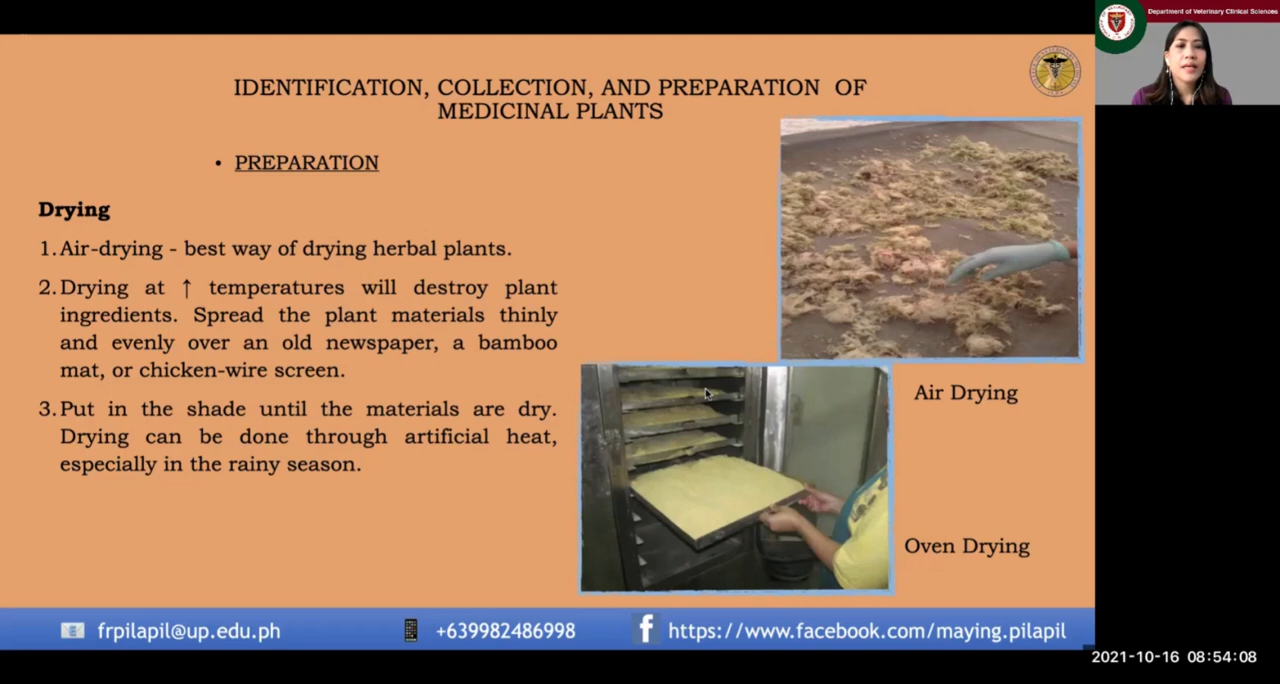 Department of Veterinary Clinical Sciences
IDENTIFICATION, COLLECTION, AND PREPARATION OF
MEDICINAL PLANTS
• PREPARATION
Drying
1. Air-drying - best way of drying herbal plants.
2. Drying at ↑ temperatures will destroy plant
ingredients. Spread the plant materials thinly
and evenly over an old newspaper, a bamboo
mat, or chicken-wire screen.
3. Put in the shade until the materials are dry.
Drying can be done through artificial heat,
especially in the rainy season.
Air Drying
Oven Drying
frpilapil@up.edu.ph
+639982486998
https://www.facebook.com/maying.pilapil
2021-10-16 08:54:08